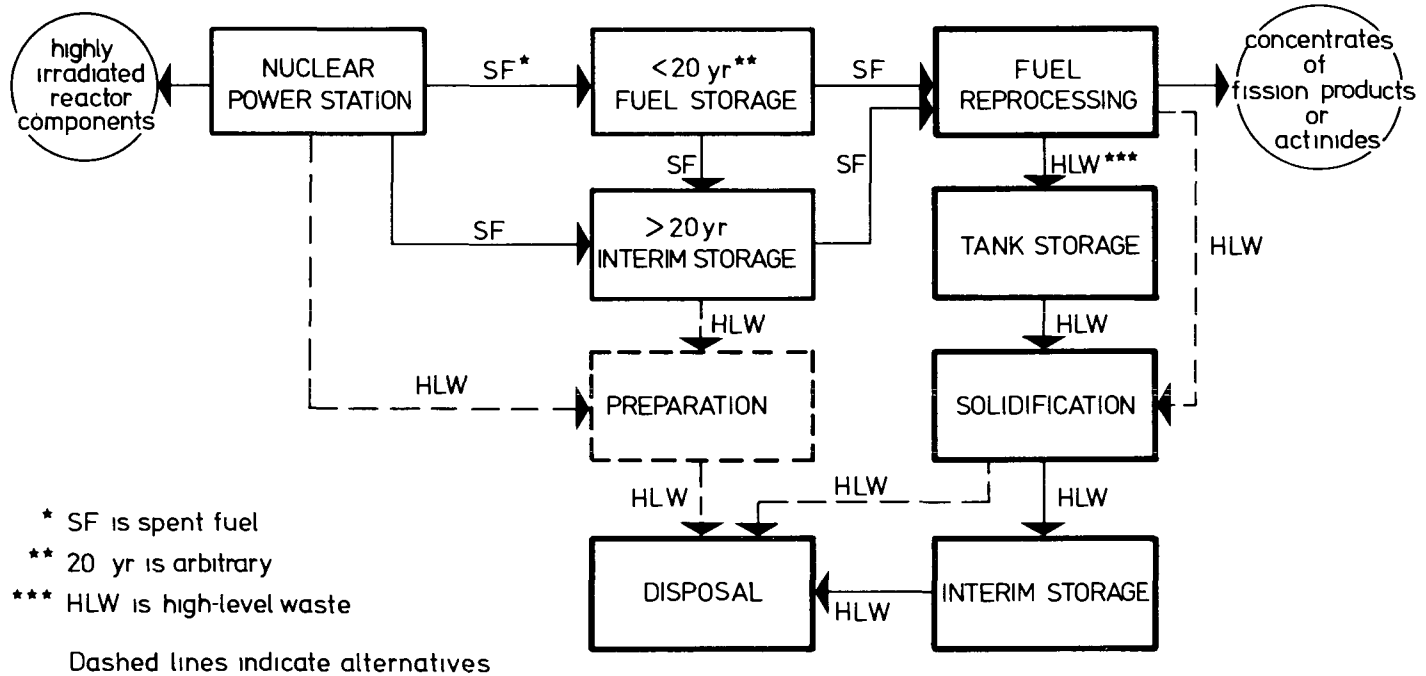 highly
irradiated
reactor
components
NUCLEAR
POWER STATION
SF*
<20 yr**
FUEL STORAGE
SF
FUEL
REPROCESSING
concentrates
of
fission products
or
actinides
SF
SF
HLW***
SF
>20 yr
INTERIM STORAGE
TANK STORAGE
HLW
HLW
HLW
HLW
PREPARATION
SOLIDIFICATION
HLW
HLW
HLW
DISPOSAL
HLW
INTERIM STORAGE
* SF is spent fuel
** 20 yr is arbitrary
*** HLW is high-level waste
Dashed lines indicate alternatives